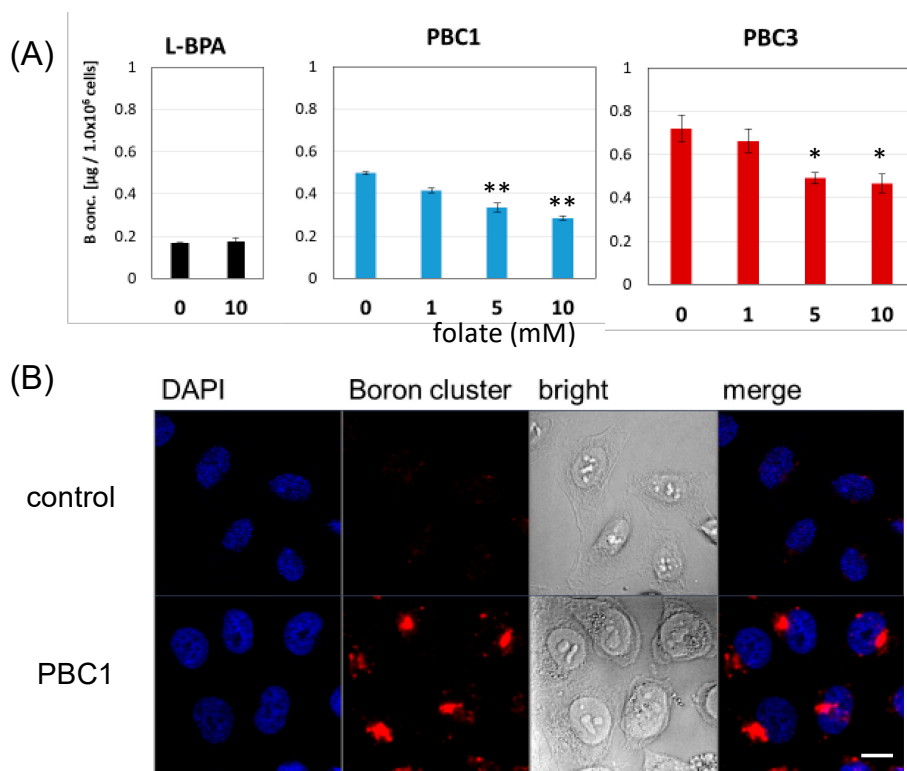 (A)
L-BPA
PBC1
PBC3
B conc. [µg / 1.0x10⁶ cells]
1
0.8
0.6
0.4
0.2
0
0 10
1
0.8
0.6
0.4
0.2
0
** **
0 1 5 10
1
0.8
0.6
0.4
0.2
0
* *
0 1 5 10
folate (mM)
(B)
DAPI Boron cluster bright merge
control
PBC1